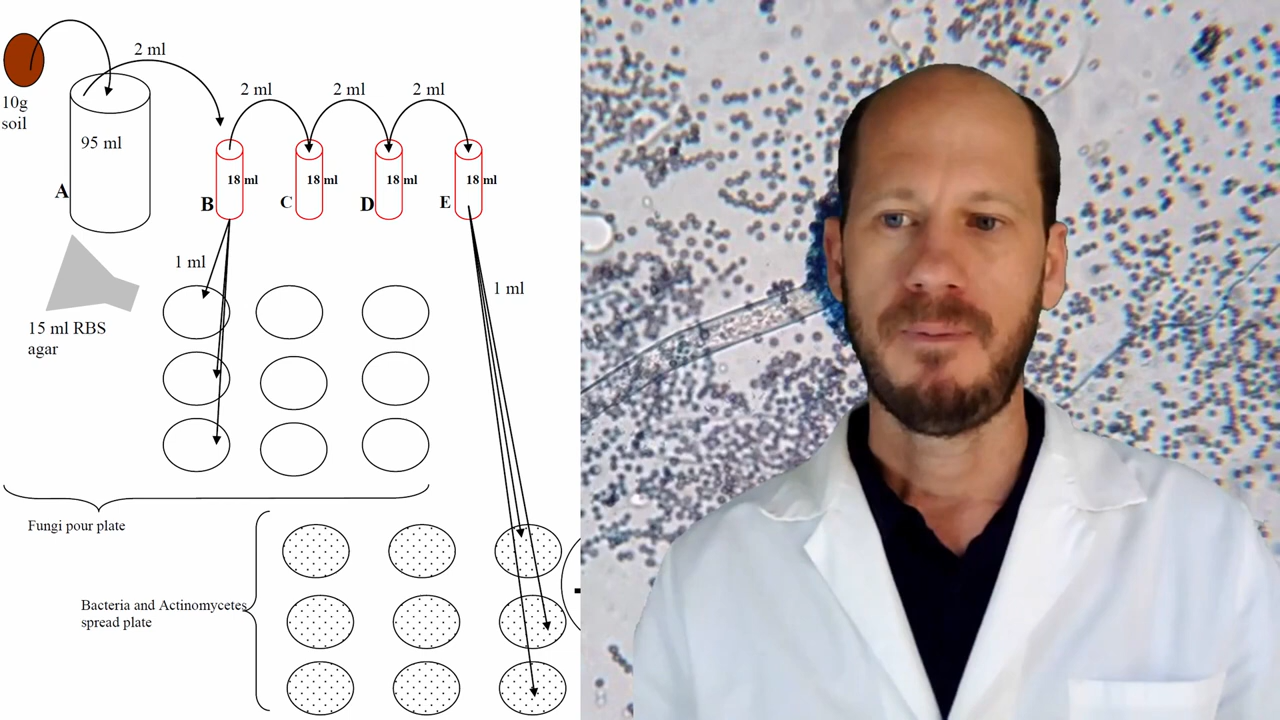 2 ml
10g
soil
95 ml
A
2 ml
2 ml
2 ml
18 ml
18 ml
18 ml
18 ml
B
C
D
E
1 ml
1 ml
15 ml RBS
agar
Fungi pour plate
Bacteria and Actinomycetes
spread plate